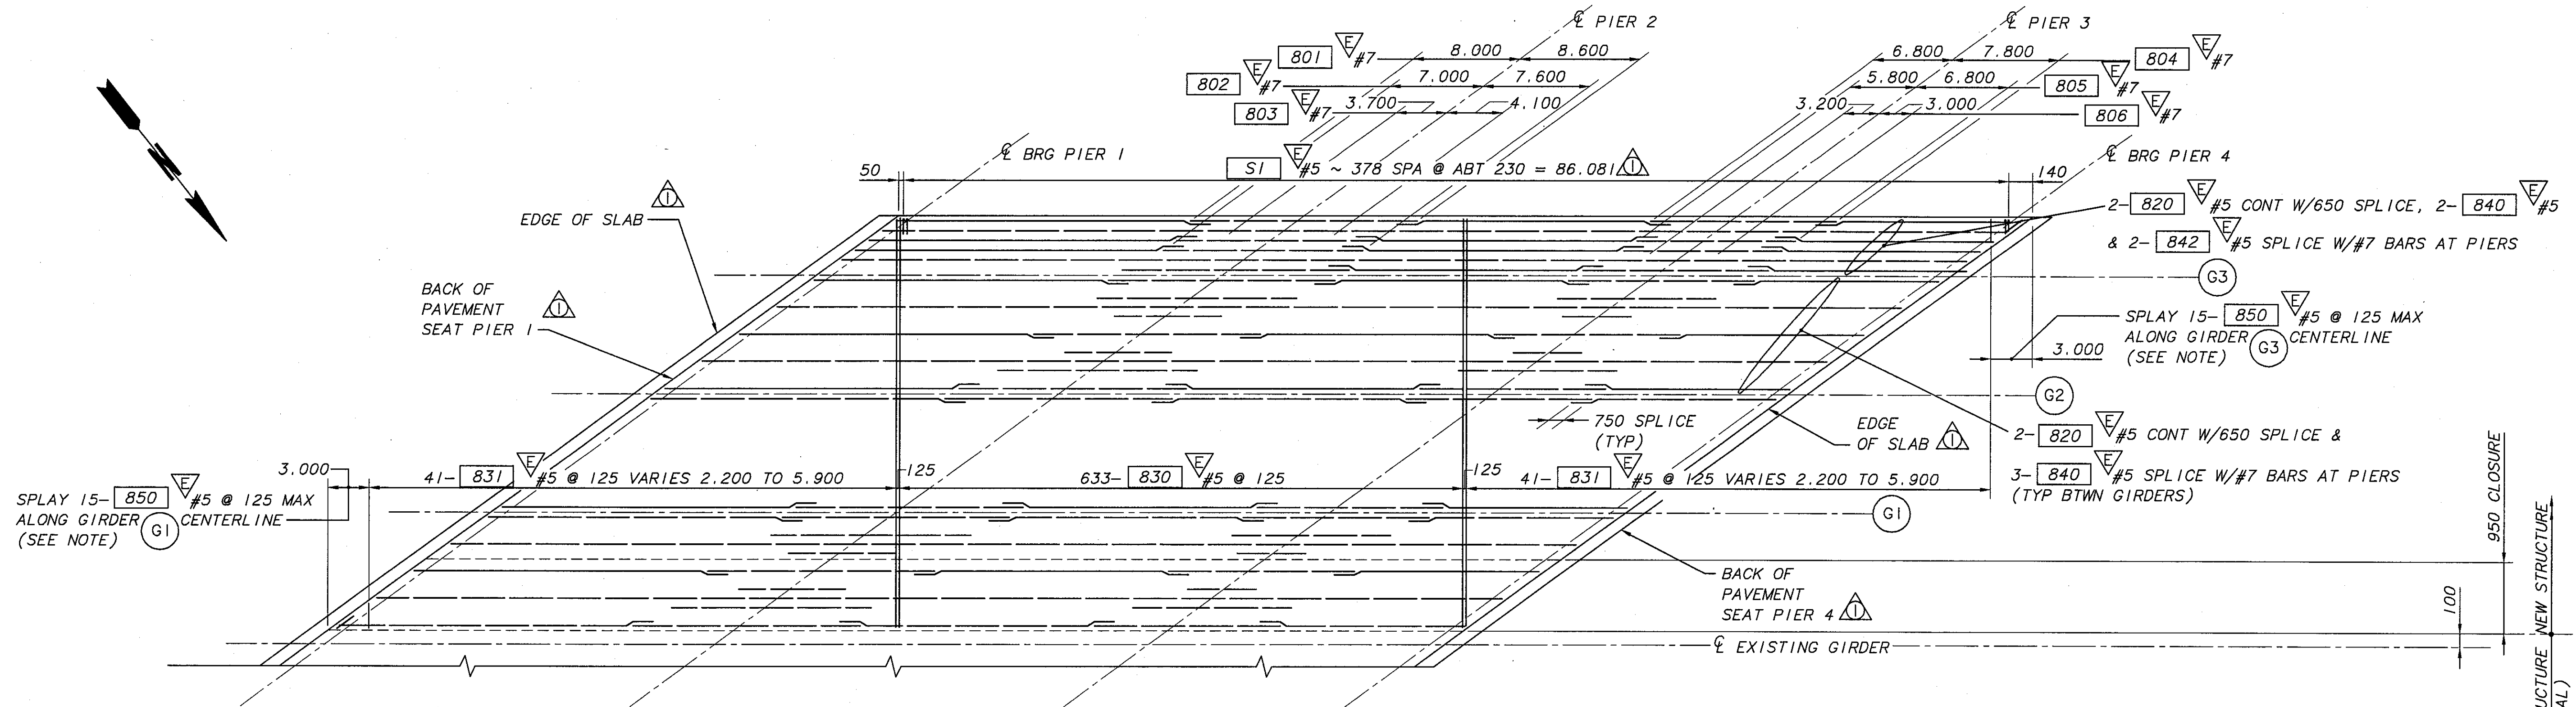 ℄ PIER 2
℄ PIER 3
801 E #7
8.000
8.600
6.800
7.800
804 E #7
802 E #7
7.000
7.600
5.800
6.800
805 E #7
803 E #7
3.700
4.100
3.200
3.000
806 E #7
℄ BRG PIER 1
℄ BRG PIER 4
50
S1 E #5 ~ 378 SPA @ ABT 230 = 86.081 1
140
N
EDGE OF SLAB 1
2- 820 E #5 CONT W/650 SPLICE, 2- 840 E #5
& 2- 842 E #5 SPLICE W/#7 BARS AT PIERS
G3
BACK OF
PAVEMENT
SEAT PIER 1 1
SPLAY 15- 850 E #5 @ 125 MAX
ALONG GIRDER G3 CENTERLINE
(SEE NOTE)
3.000
G2
750 SPLICE
(TYP)
EDGE
OF SLAB 1
2- 820 E #5 CONT W/650 SPLICE &
3- 840 E #5 SPLICE W/#7 BARS AT PIERS
(TYP BTWN GIRDERS)
3.000
41- 831 E #5 @ 125 VARIES 2.200 TO 5.900
125
633- 830 E #5 @ 125
125
41- 831 E #5 @ 125 VARIES 2.200 TO 5.900
SPLAY 15- 850 E #5 @ 125 MAX
ALONG GIRDER G1 CENTERLINE
(SEE NOTE)
G1
950 CLOSURE
BACK OF
PAVEMENT
SEAT PIER 4 1
100
NEW STRUCTURE
℄ EXISTING GIRDER
UCTURE
AL)